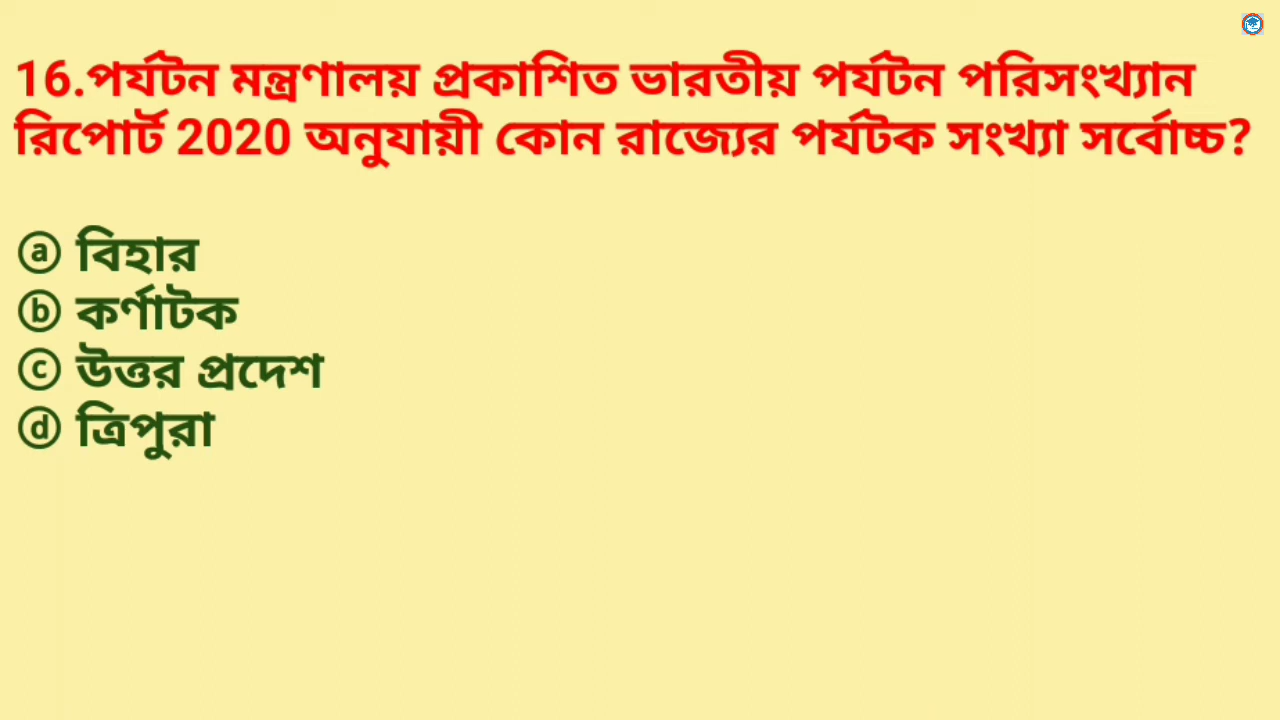 16.পর্যটন মন্ত্রণালয় প্রকাশিত ভারতীয় পর্যটন পরিসংখ্যান
রিপোর্ট 2020 অনুযায়ী কোন রাজ্যের পর্যটক সংখ্যা সর্বোচ্চ?
ⓐ বিহার
ⓑ কর্ণাটক
ⓒ উত্তর প্রদেশ
ⓓ ত্রিপুরা